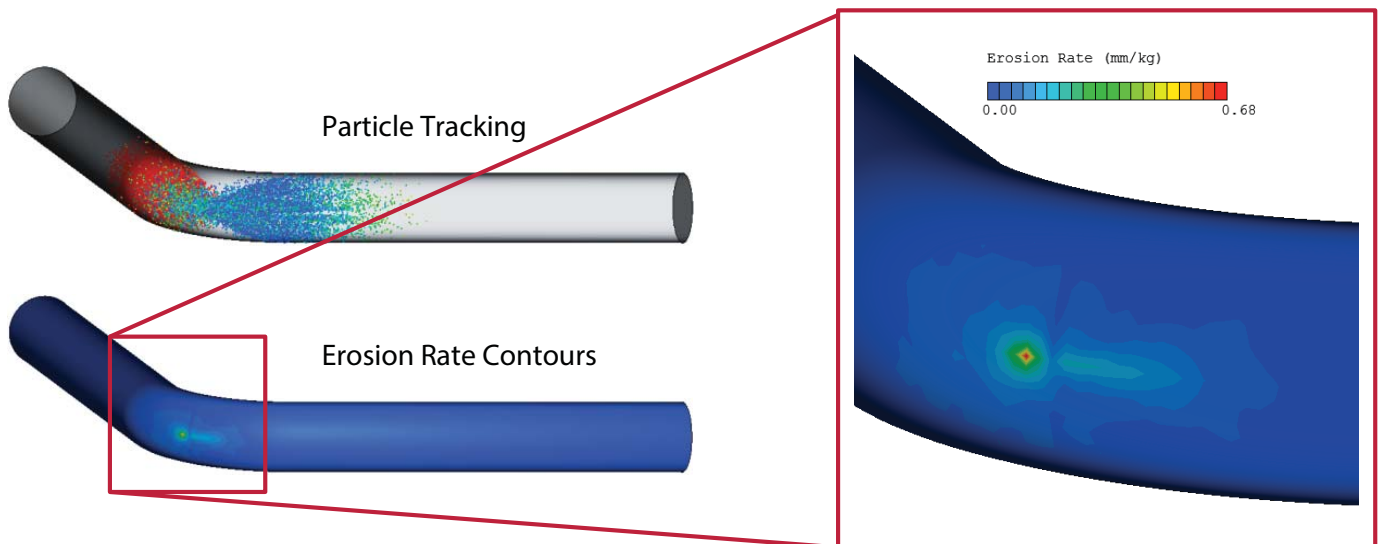 Particle Tracking
Erosion Rate Contours
Erosion Rate (mm/kg)
0.00 0.68